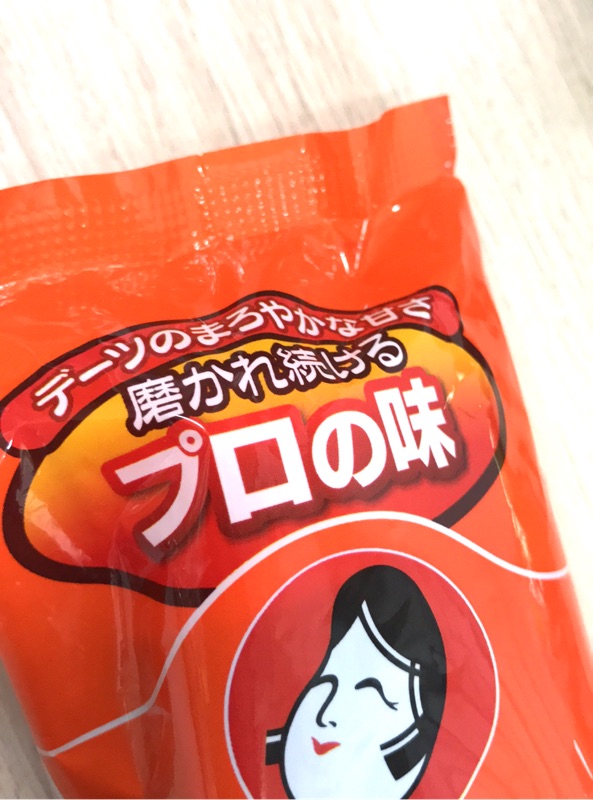 デーツのまろやかな甘さ
磨かれ続ける
プロの味